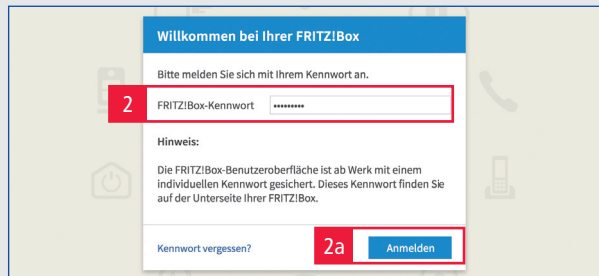 Willkommen bei Ihrer FRITZ!Box
Bitte melden Sie sich mit Ihrem Kennwort an.
2 FRITZ!Box-Kennwort •••••••••
Hinweis:
Die FRITZ!Box-Benutzeroberfläche ist ab Werk mit einem
individuellen Kennwort gesichert. Dieses Kennwort finden Sie
auf der Unterseite Ihrer FRITZ!Box.
Kennwort vergessen? 2a Anmelden